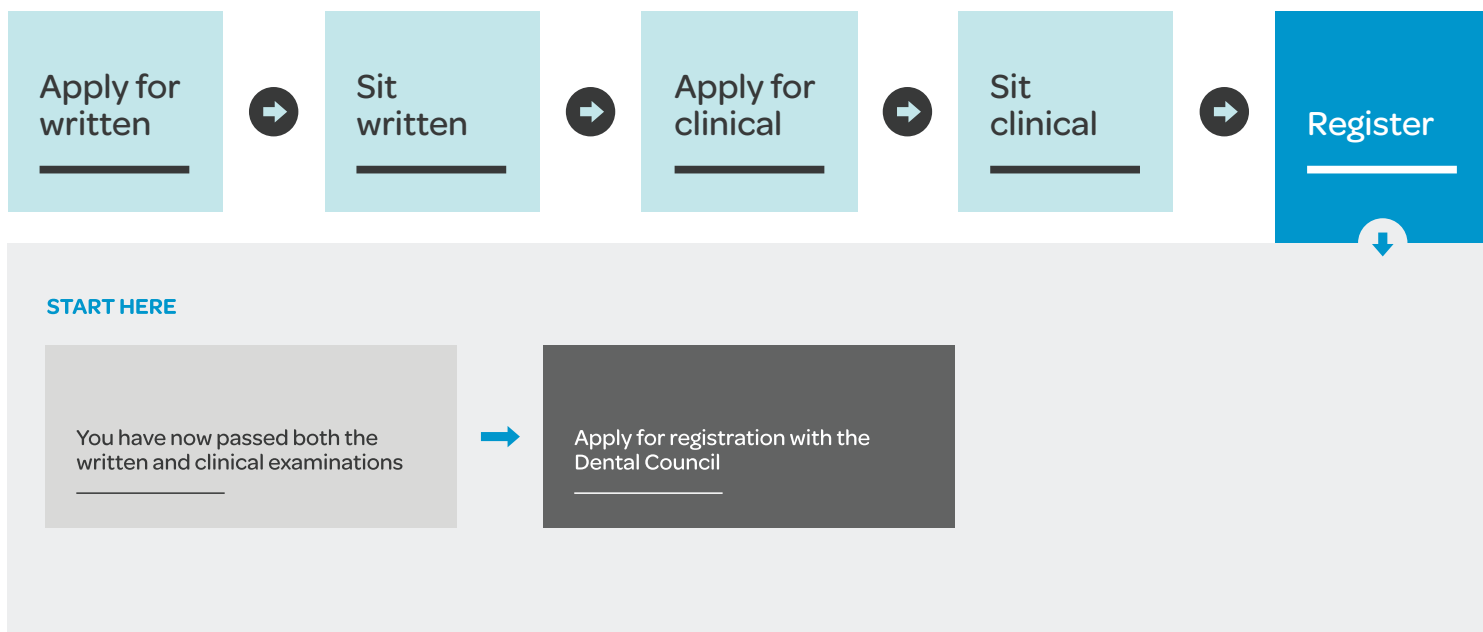 Apply for
written
Sit
written
Apply for
clinical
Sit
clinical
Register
START HERE
You have now passed both the
written and clinical examinations
Apply for registration with the
Dental Council